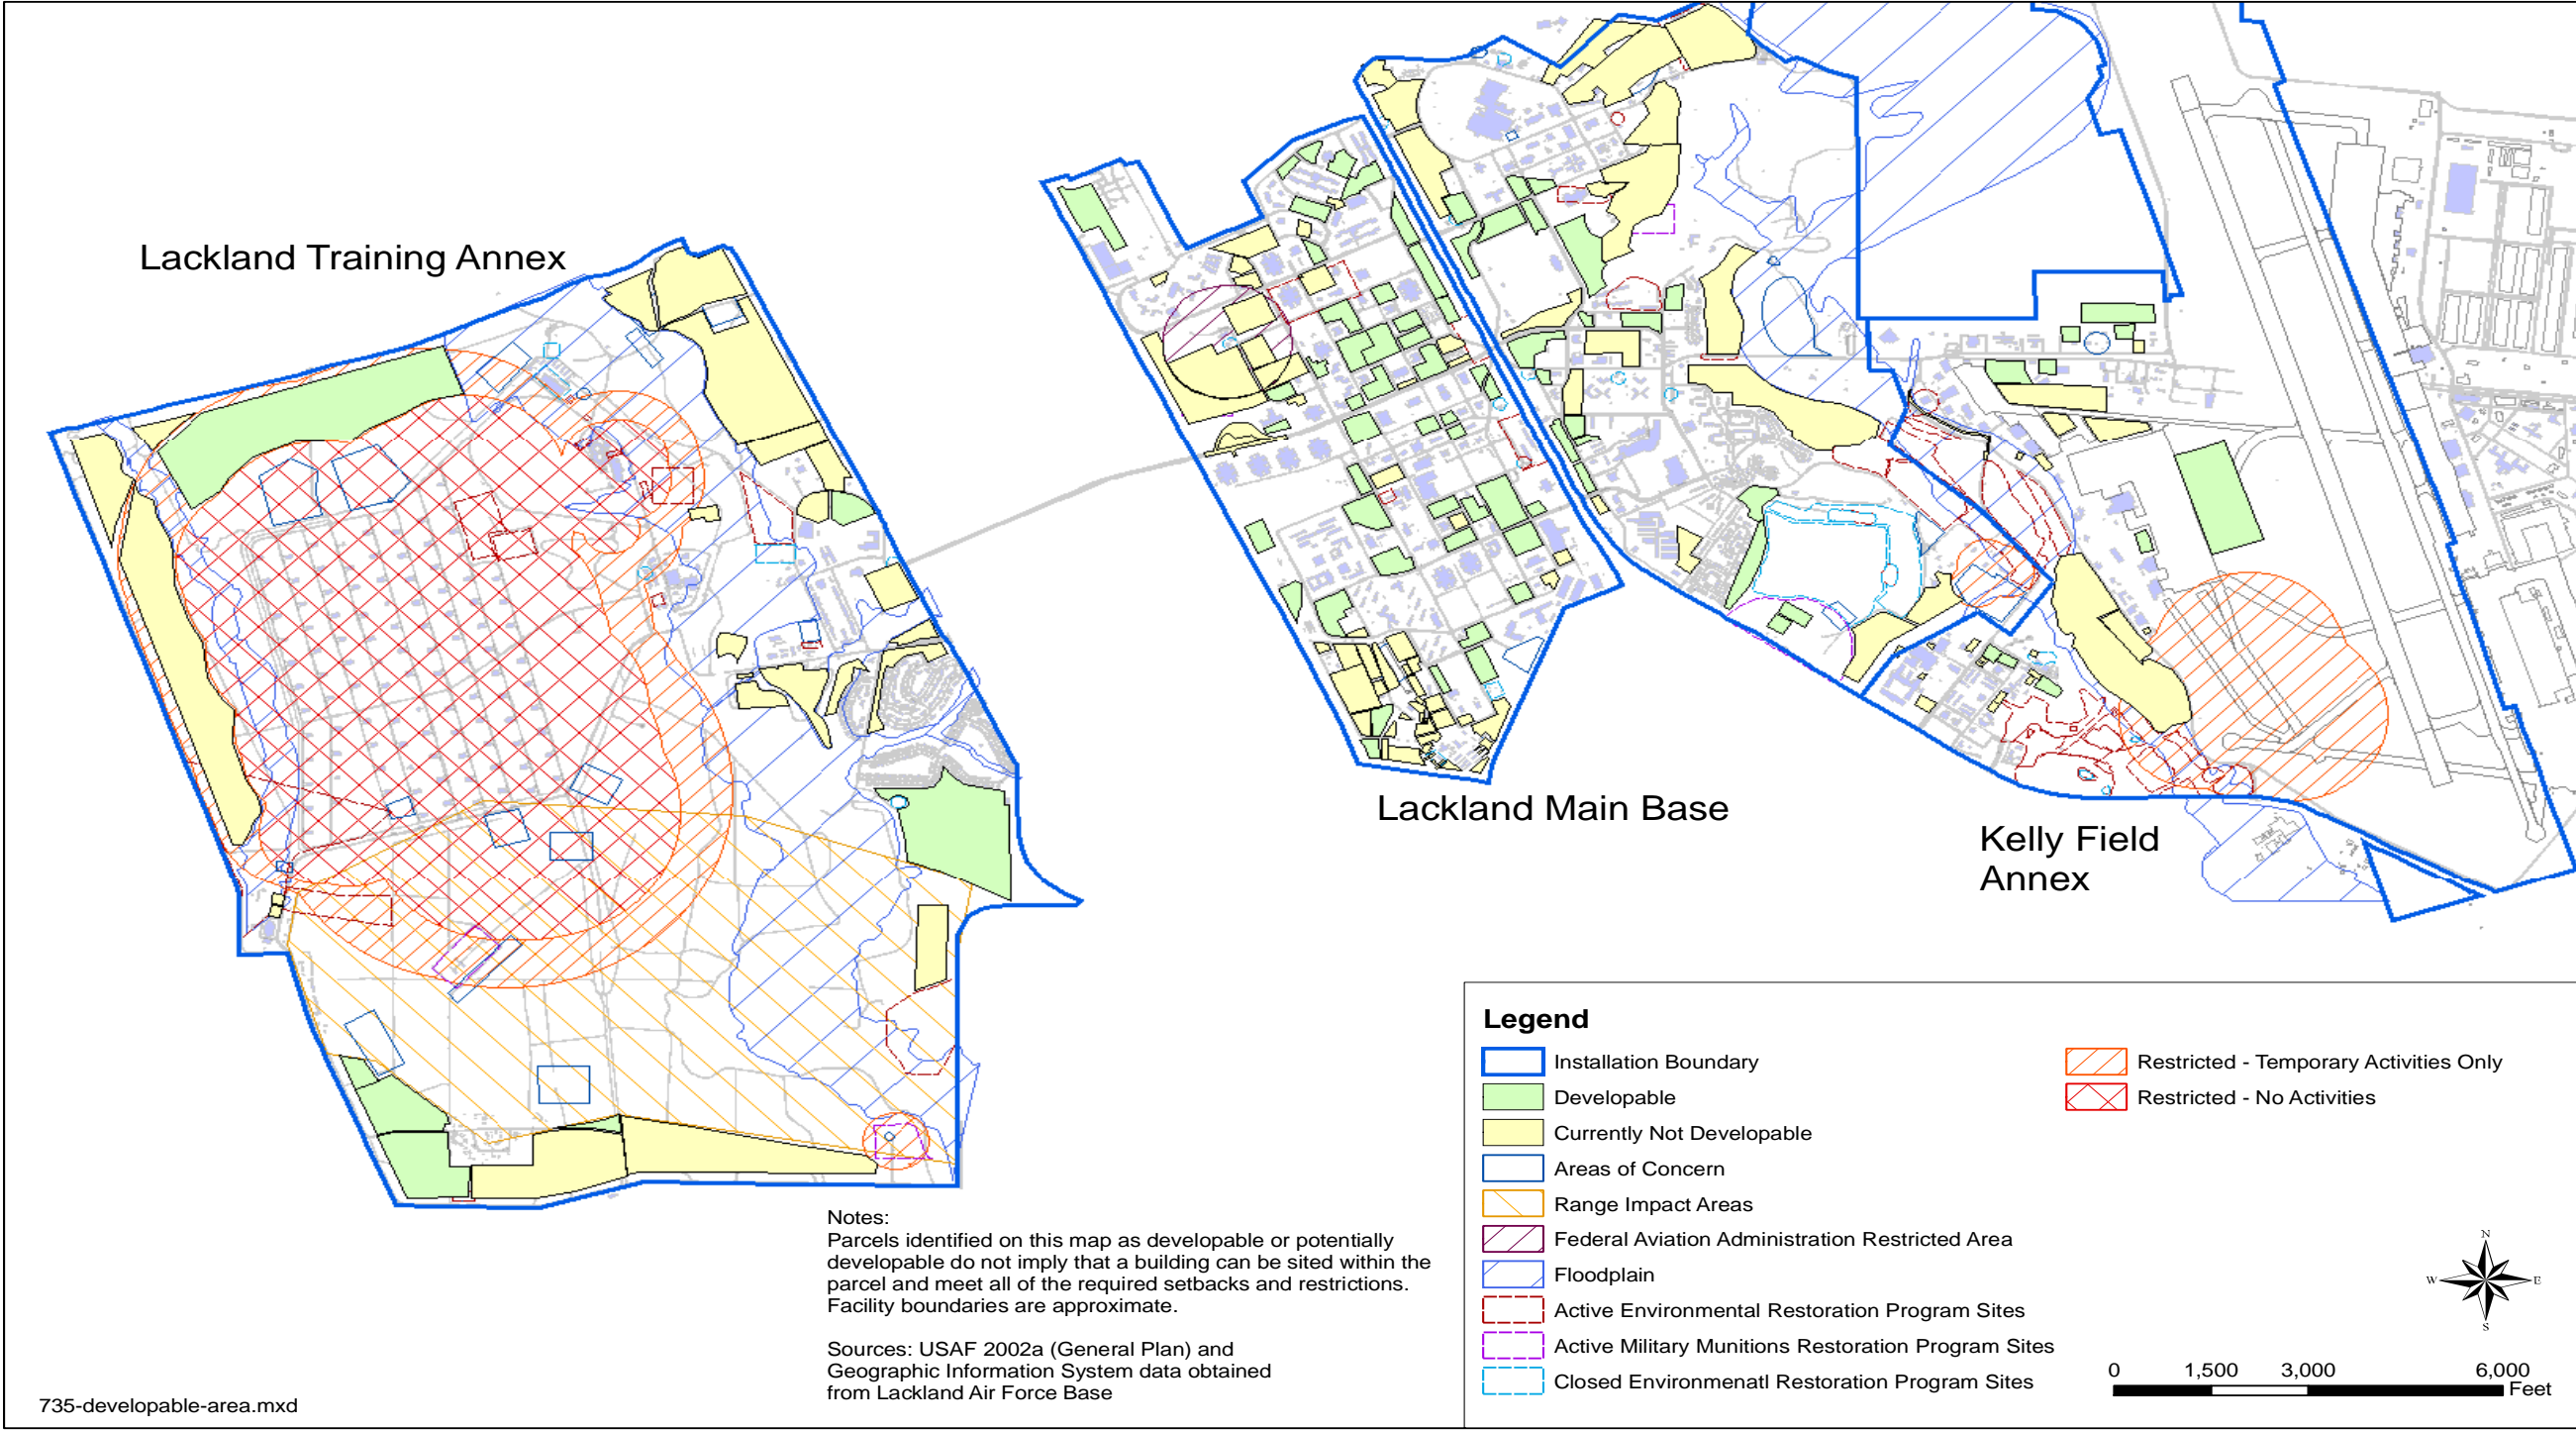 Lackland Training Annex
Lackland Main Base
Kelly Field
Annex
Legend
Installation Boundary
Developable
Currently Not Developable
Areas of Concern
Range Impact Areas
Federal Aviation Administration Restricted Area
Floodplain
Active Environmental Restoration Program Sites
Active Military Munitions Restoration Program Sites
Closed Environmenatl Restoration Program Sites
Restricted - Temporary Activities Only
Restricted - No Activities
N
W
E
S
0 1,500 3,000 6,000
Feet
Notes:
Parcels identified on this map as developable or potentially
developable do not imply that a building can be sited within the
parcel and meet all of the required setbacks and restrictions.
Facility boundaries are approximate.
Sources: USAF 2002a (General Plan) and
Geographic Information System data obtained
from Lackland Air Force Base
735-developable-area.mxd